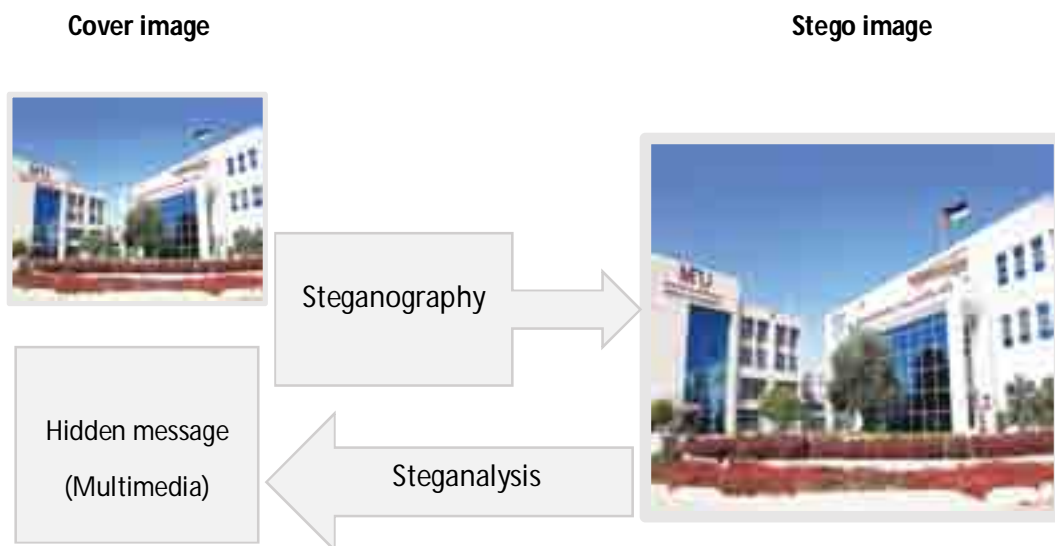 Cover image
Stego image
Steganography
Hidden message
(Multimedia)
Steganalysis